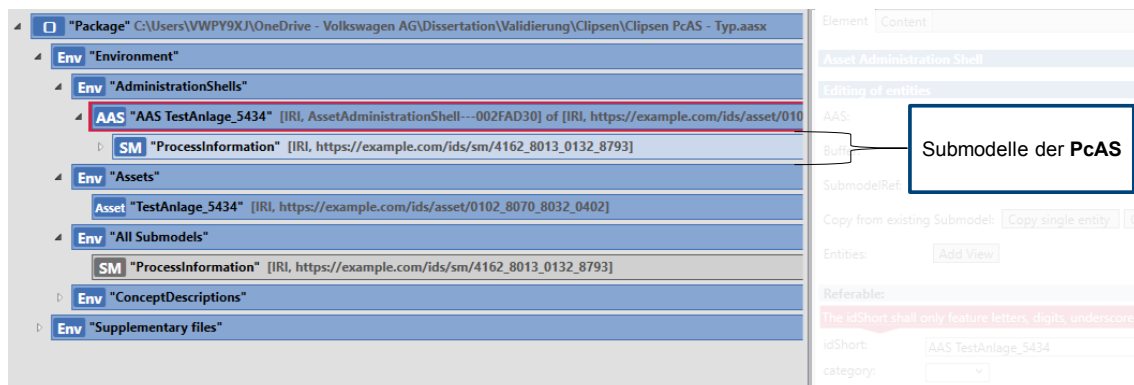 "Package" C:\Users\VWPY9XJ\OneDrive - Volkswagen AG\Dissertation\Validierung\Clipsen\Clipsen PcAS - Typ.aasx
Env "Environment"
Env "AdministrationShells"
AAS "AAS TestAnlage_5434" [IRI, AssetAdministrationShell---002FAD30] of [IRI, https://example.com/ids/asset/010
SM "ProcessInformation" [IRI, https://example.com/ids/sm/4162_8013_0132_8793]
Env "Assets"
Asset "TestAnlage_5434" [IRI, https://example.com/ids/asset/0102_8070_8032_0402]
Env "All Submodels"
SM "ProcessInformation" [IRI, https://example.com/ids/sm/4162_8013_0132_8793]
Env "ConceptDescriptions"
Env "Supplementary files"
Element Content
Asset Administration Shell
Editing of entities
AAS:
Submodelle der PcAS
SubmodelRef:
Copy from existing Submodel: Copy single entity
Entities: Add View
Referable:
The idShort shall only feature letters, digits, underscore
idShort: AAS TestAnlage_5434
category: